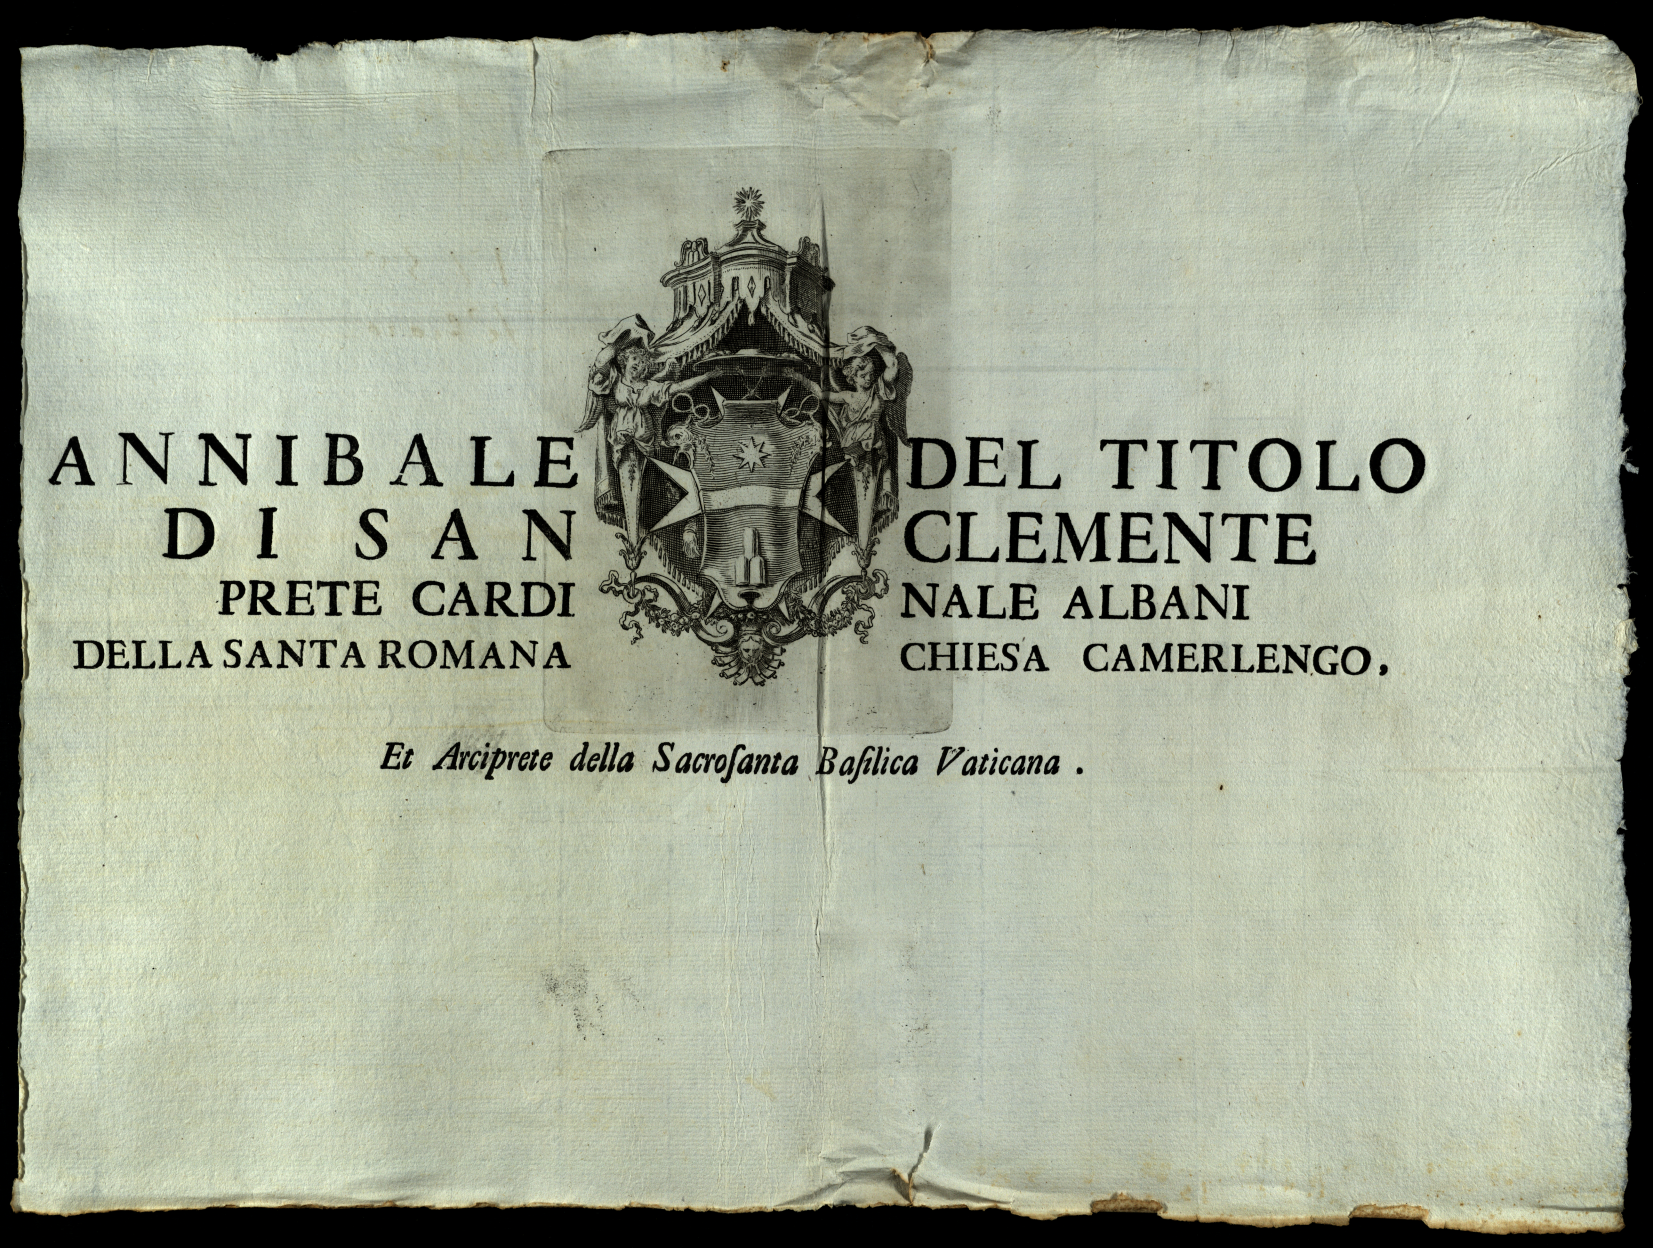 ANNIBALE DEL TITOLO
DI SAN CLEMENTE
PRETE CARDI NALE ALBANI
DELLA SANTA ROMANA CHIESA CAMERLENGO,
Et Arciprete della Sacroſanta Baſilica Vaticana .